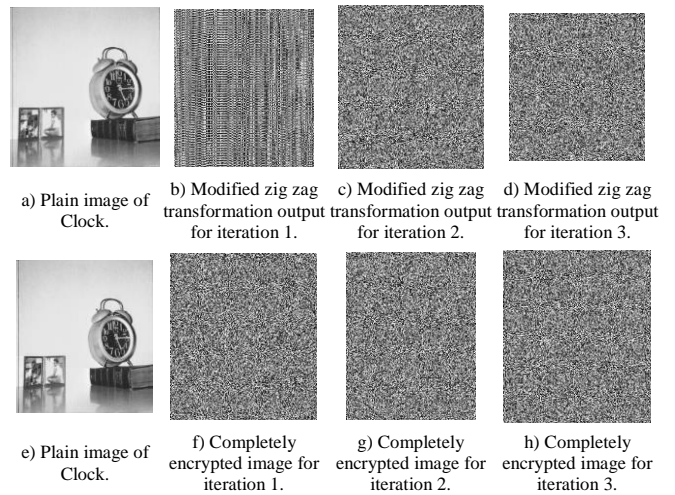 a) Plain image of
Clock.
b) Modified zig zag
transformation output
for iteration 1.
c) Modified zig zag
transformation output
for iteration 2.
d) Modified zig zag
transformation output
for iteration 3.
e) Plain image of
Clock.
f) Completely
encrypted image for
iteration 1.
g) Completely
encrypted image for
iteration 2.
h) Completely
encrypted image for
iteration 3.